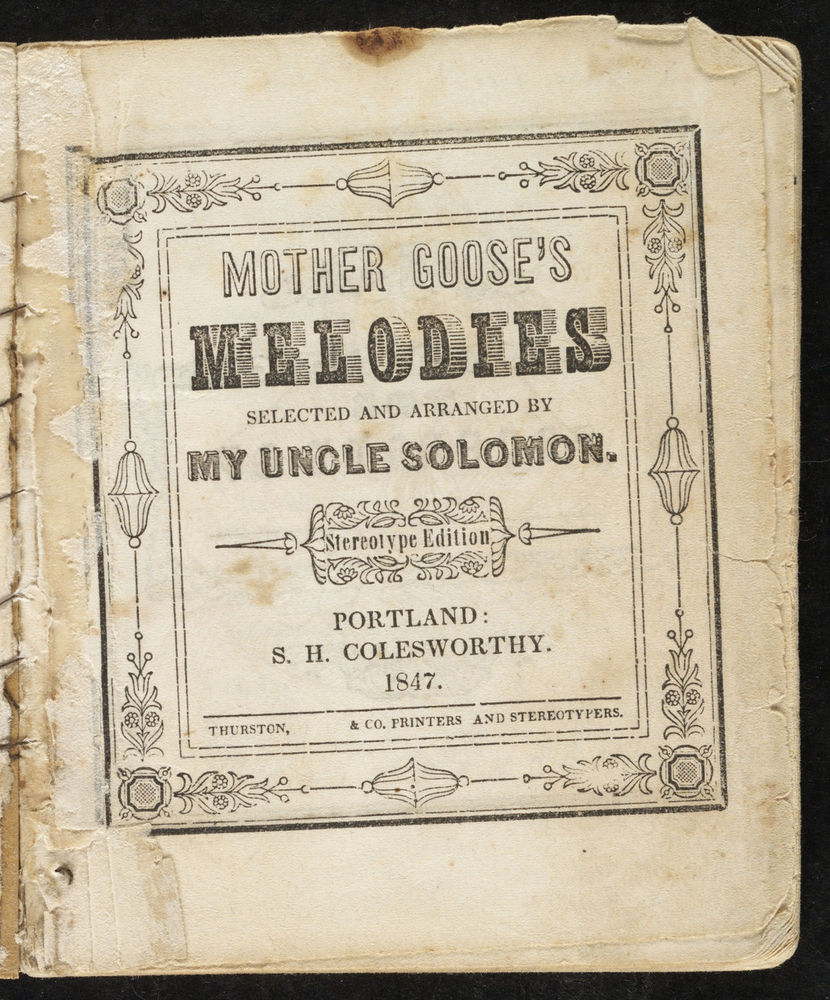 MOTHER GOOSE'S
MELODIES
SELECTED AND ARRANGED BY
MY UNCLE SOLOMON.
Stereotype Edition
PORTLAND:
S. H. COLESWORTHY.
1847.
THURSTON, & CO. PRINTERS AND STEREOTYPERS.